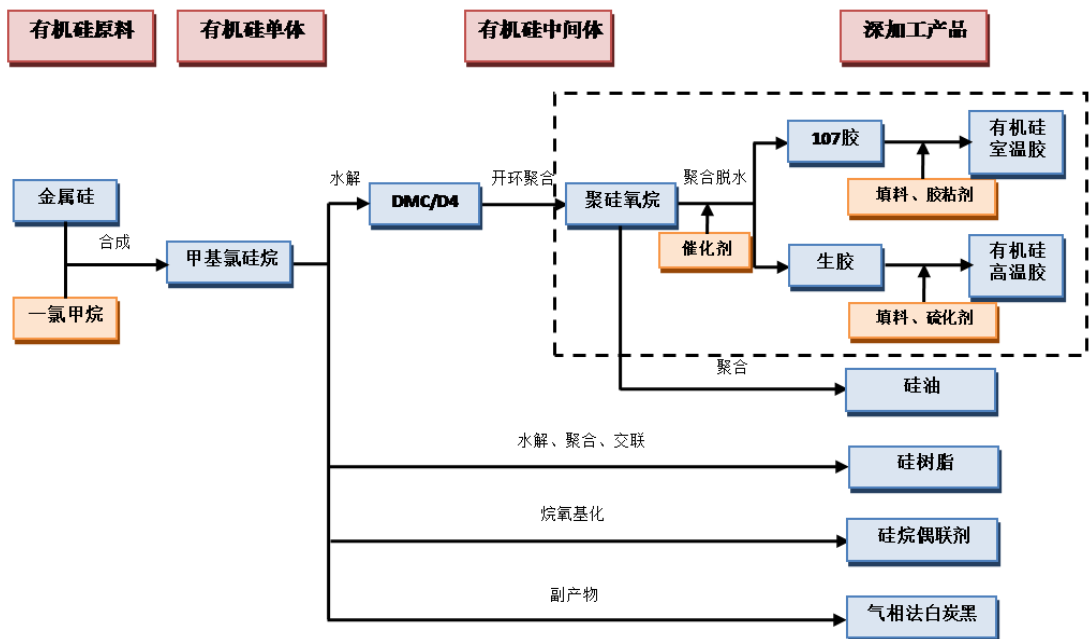 有机硅原料
有机硅单体
有机硅中间体
深加工产品
107胶
有机硅
室温胶
水解
开环聚合
聚合脱水
金属硅
DMC/D4
聚硅氧烷
填料、胶粘剂
合成
甲基氯硅烷
催化剂
生胶
有机硅
高温胶
一氯甲烷
填料、硫化剂
聚合
硅油
水解、聚合、交联
硅树脂
烷氧基化
硅烷偶联剂
副产物
气相法白炭黑